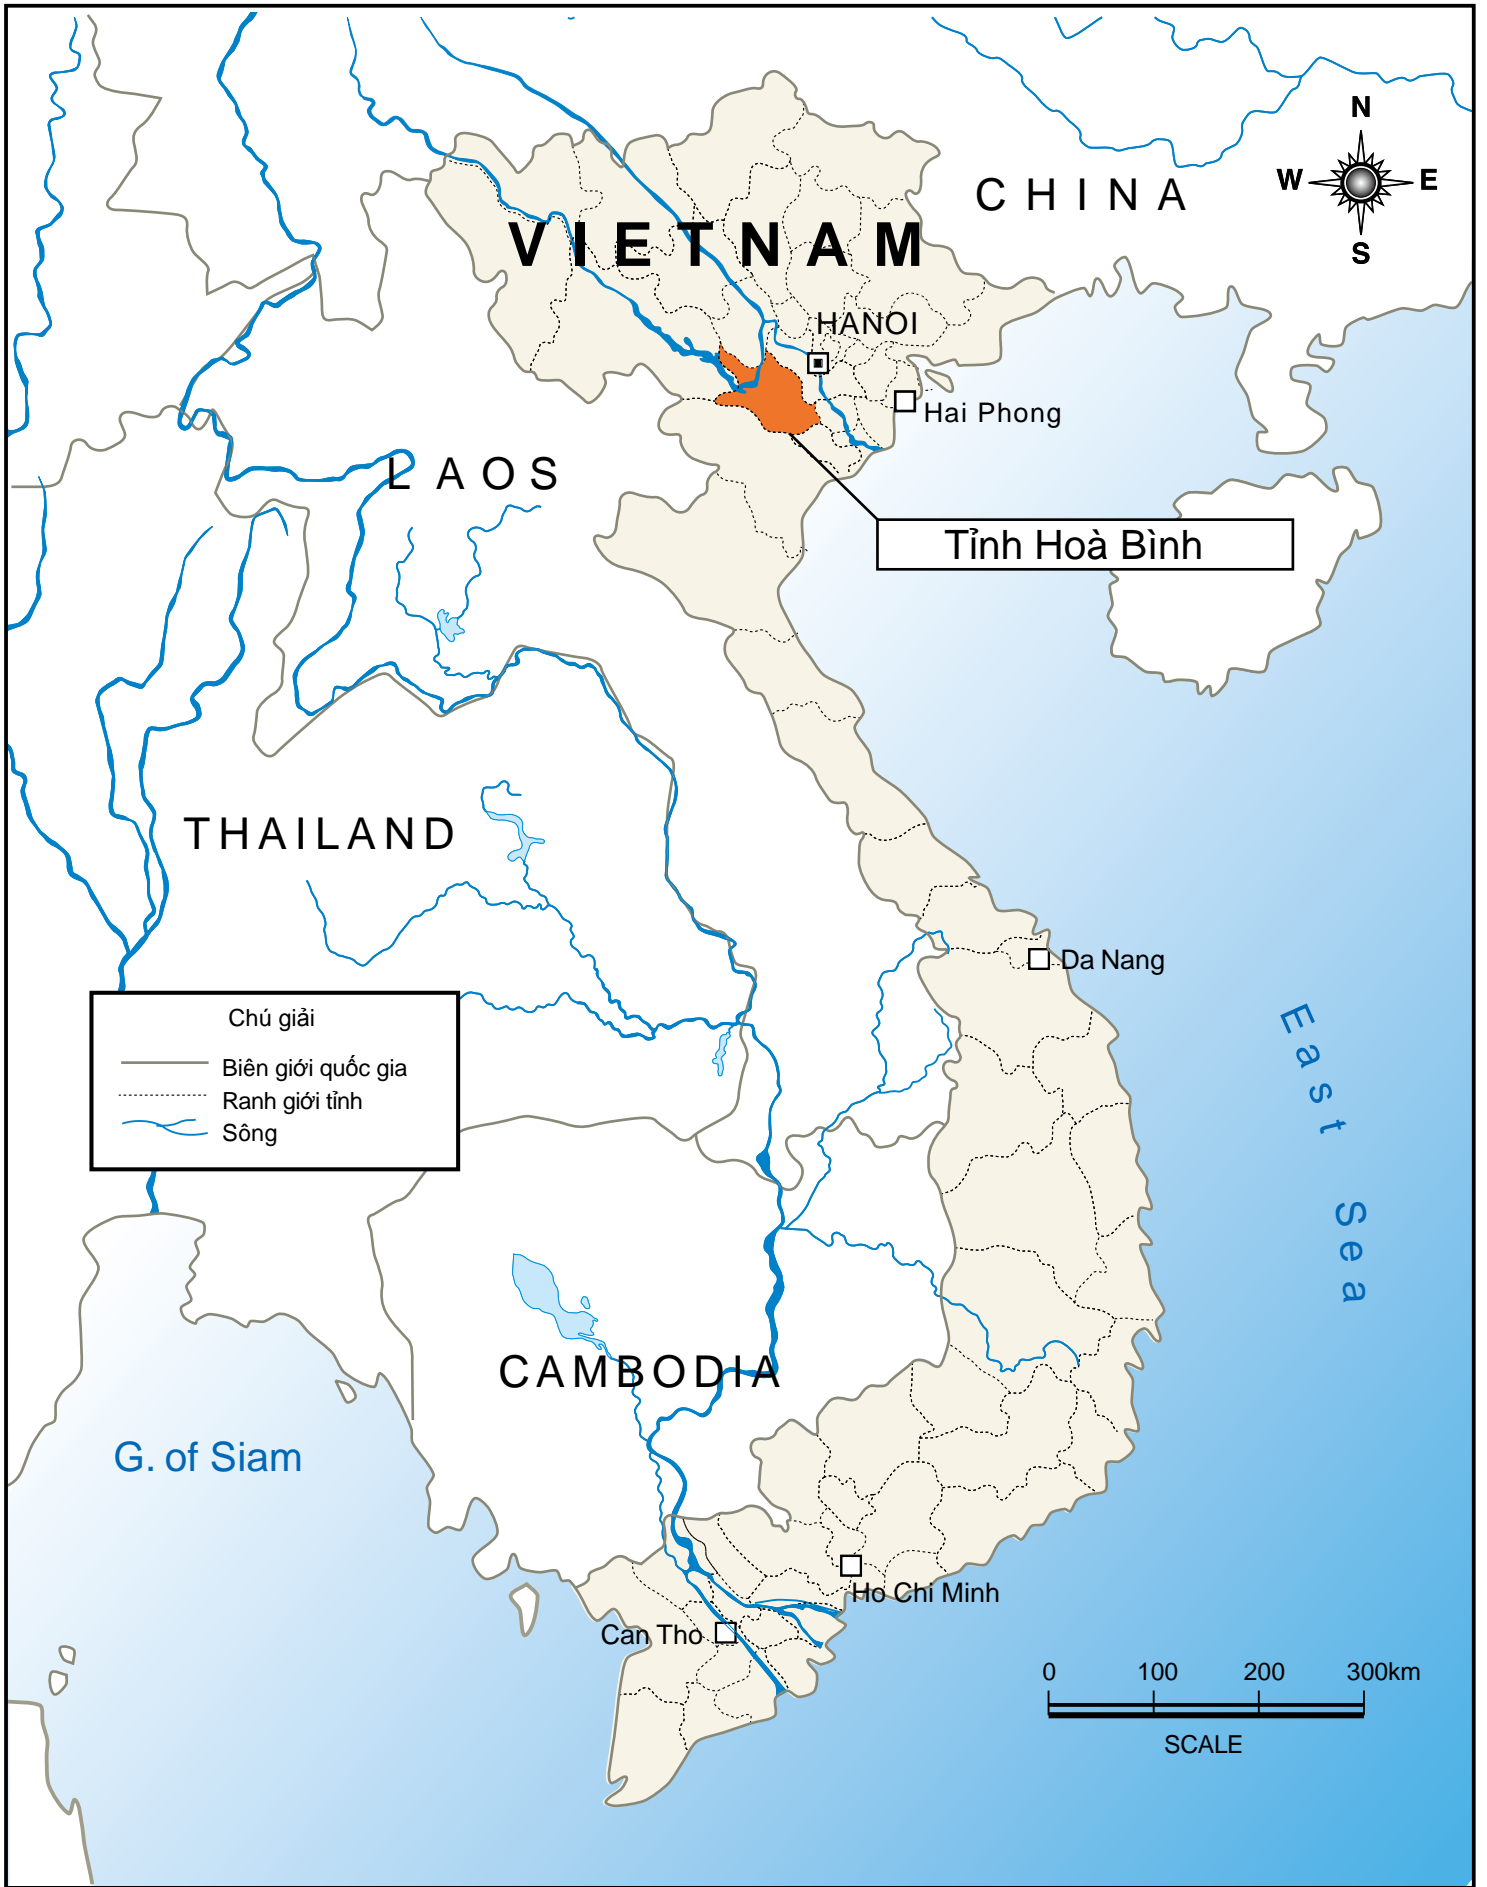 N
W E
S
CHINA
VIETNAM
HANOI
Hai Phong
LAOS
Tỉnh Hoà Bình
THAILAND
Da Nang
Chú giải
Biên giới quốc gia
Ranh giới tỉnh
Sông
East Sea
CAMBODIA
G. of Siam
Ho Chi Minh
Can Tho
0 100 200 300km
SCALE